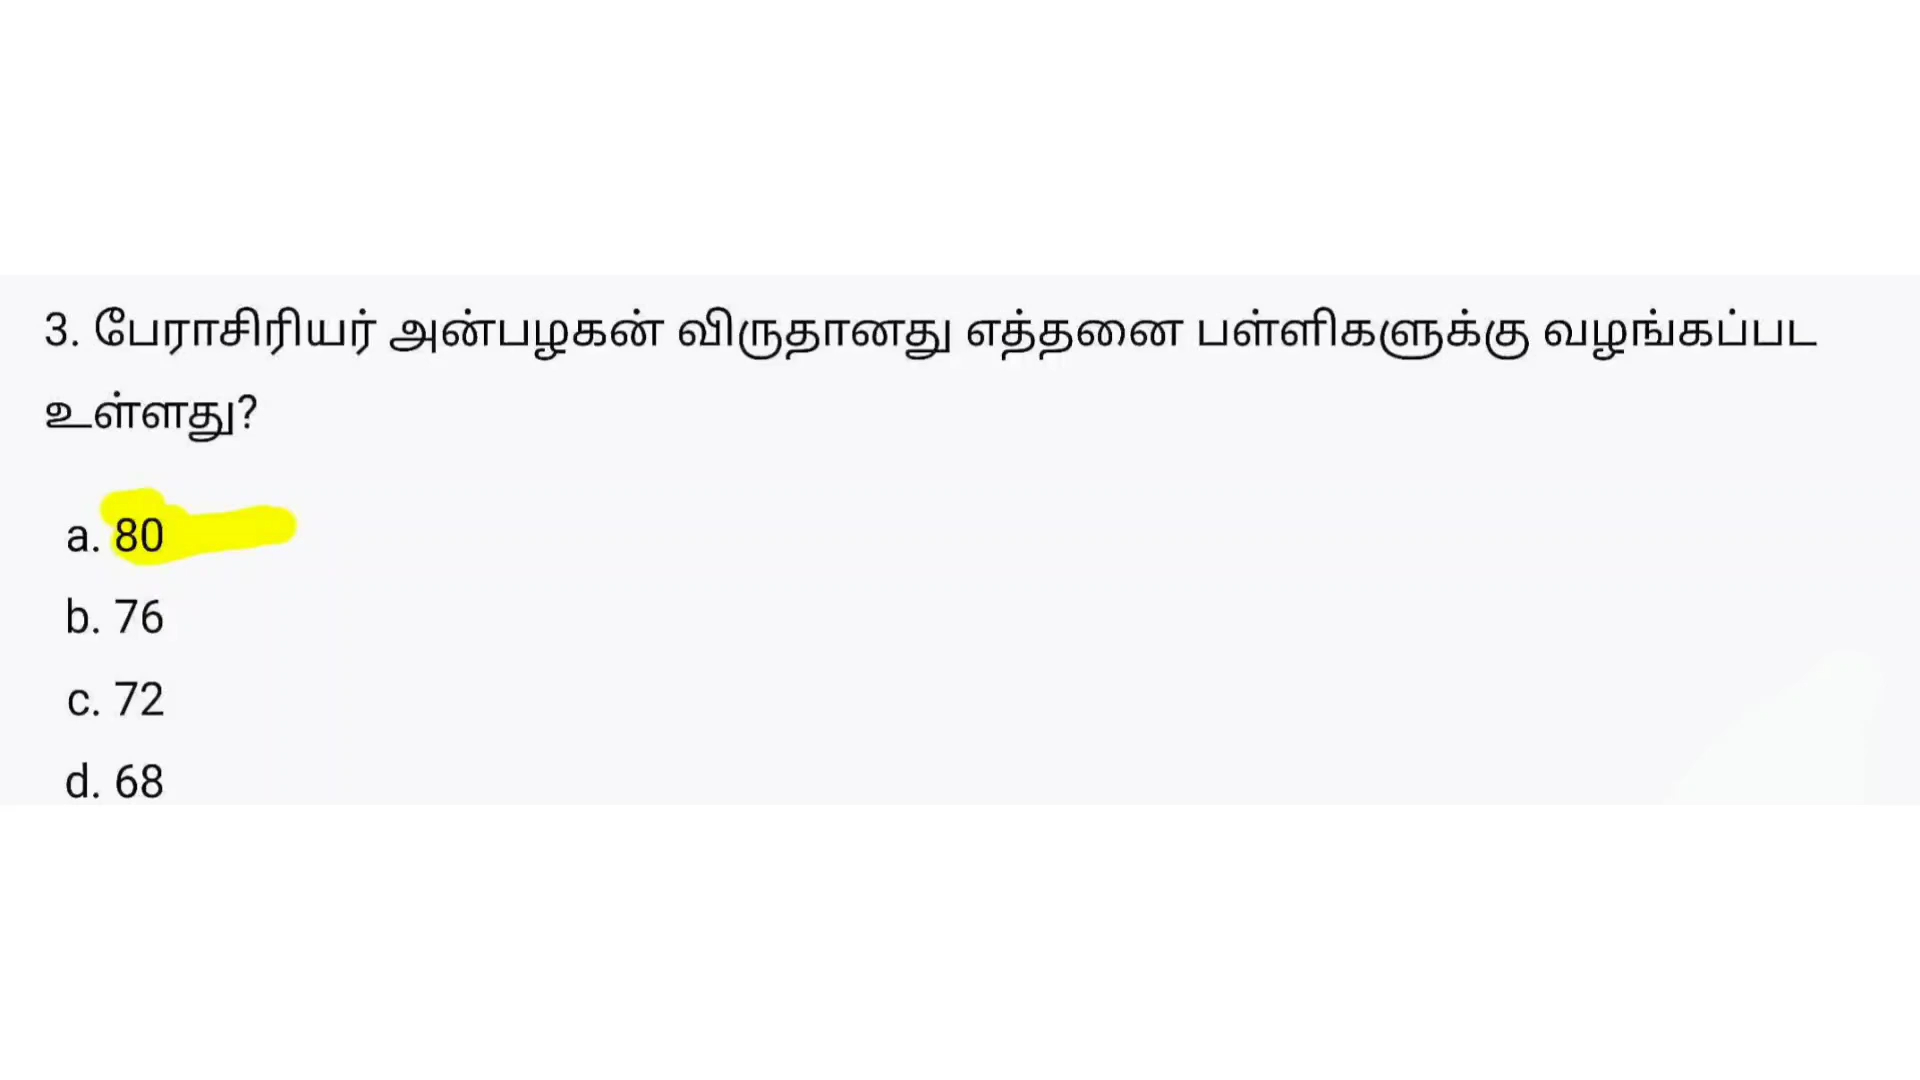 3. பேராசிரியர் அன்பழகன் விருதானது எத்தனை பள்ளிகளுக்கு வழங்கப்பட
உள்ளது?
a. 80
b. 76
c. 72
d. 68